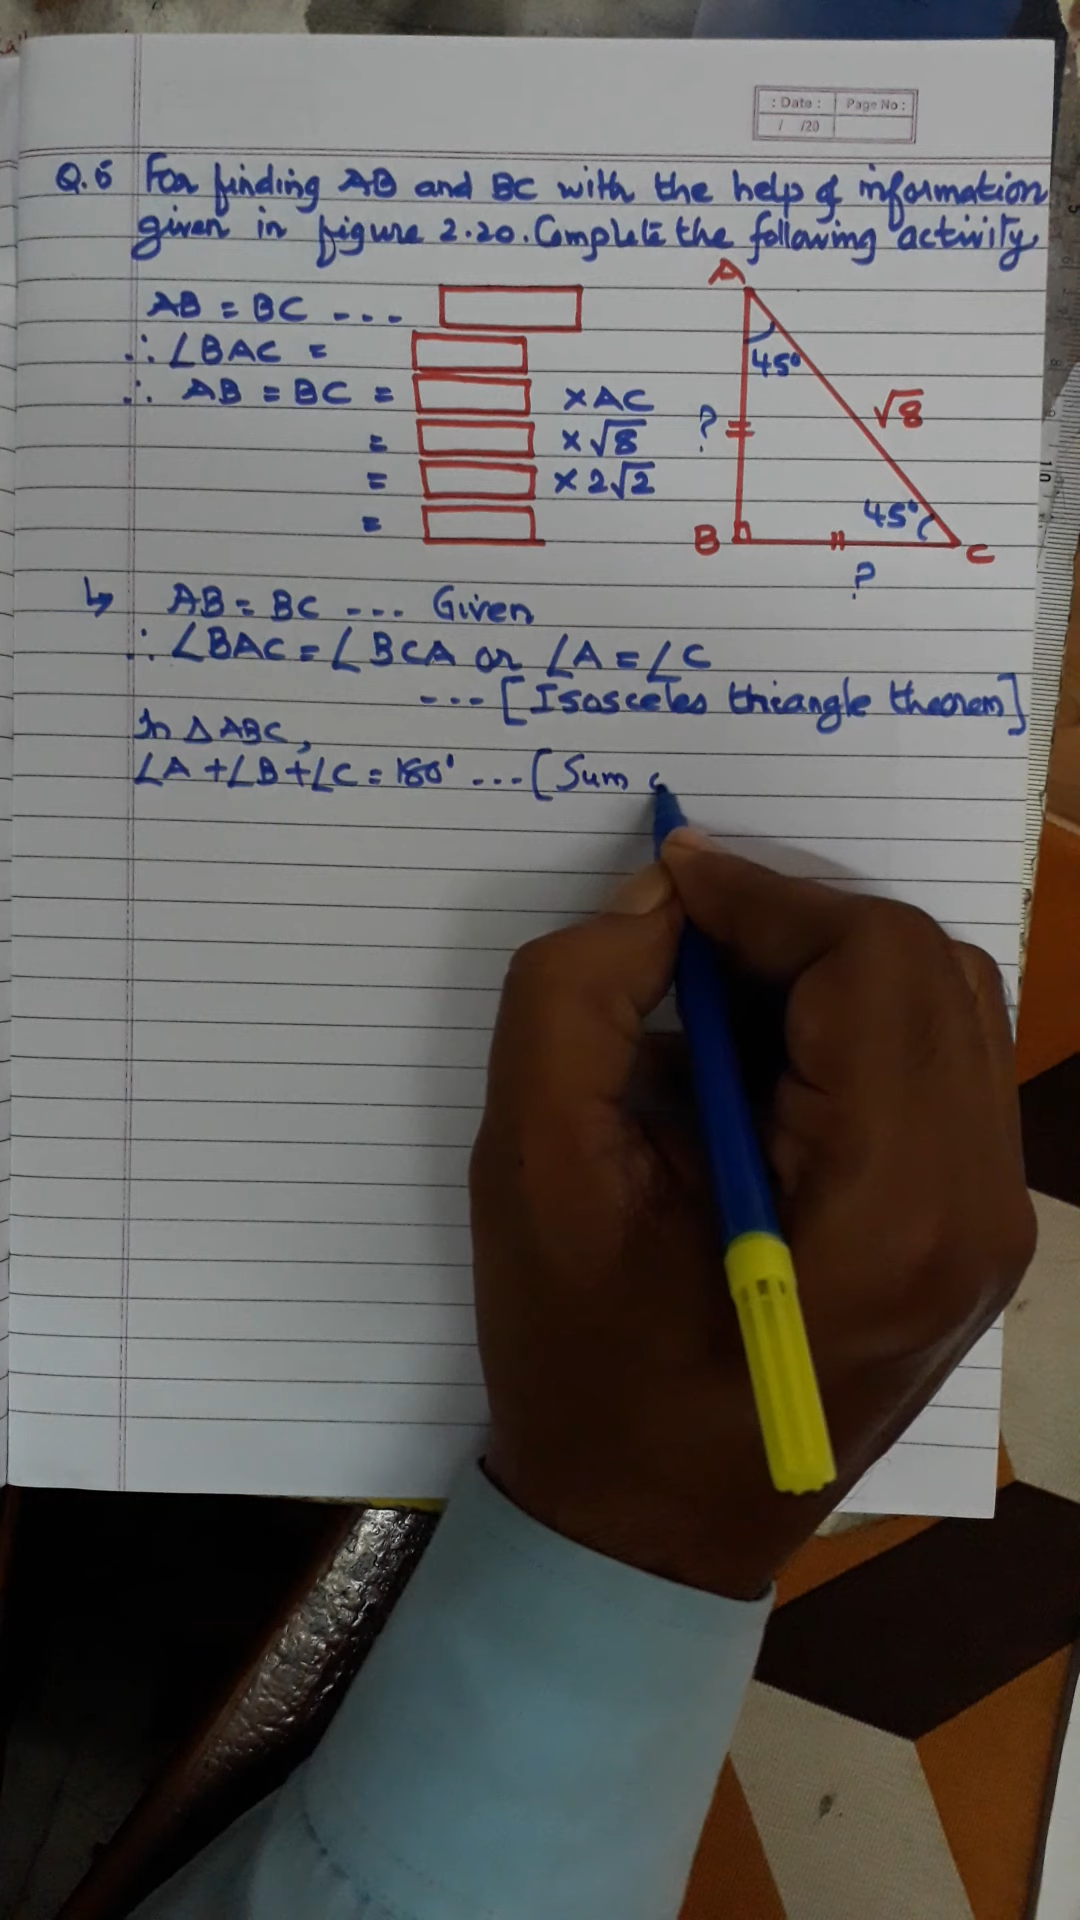 : Date :
Page No :
/ /20
Q.6 For finding AB and BC with the help of information
given in figure 2.20. Complete the following activity.
AB = BC ---
∴ ∠BAC =
∴ AB = BC = × AC
= × √8
= × 2√2
=
A
45°
√8
?
45°
B
C
?
↳ AB = BC --- Given
∴ ∠BAC = ∠BCA or ∠A = ∠C
--- [Isosceles triangle theorem]
In △ABC,
∠A + ∠B + ∠C = 180° --- [Sum
10